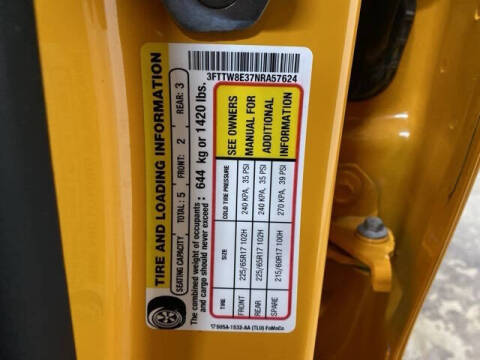 3FTTW8E37NRA57624
TIRE AND LOADING INFORMATION
SEATING CAPACITY TOTAL: 5 FRONT: 2 REAR: 3
The combined weight of occupants and cargo should never exceed : 644 kg or 1420 lbs.
TIRE SIZE COLD TIRE PRESSURE
FRONT 225/65R17 102H 240 KPA, 35 PSI
REAR 225/65R17 102H 240 KPA, 35 PSI
SPARE 215/60R17 100H 270 KPA, 39 PSI
SEE OWNERS
MANUAL FOR
ADDITIONAL
INFORMATION
(TLU) FoMoCo